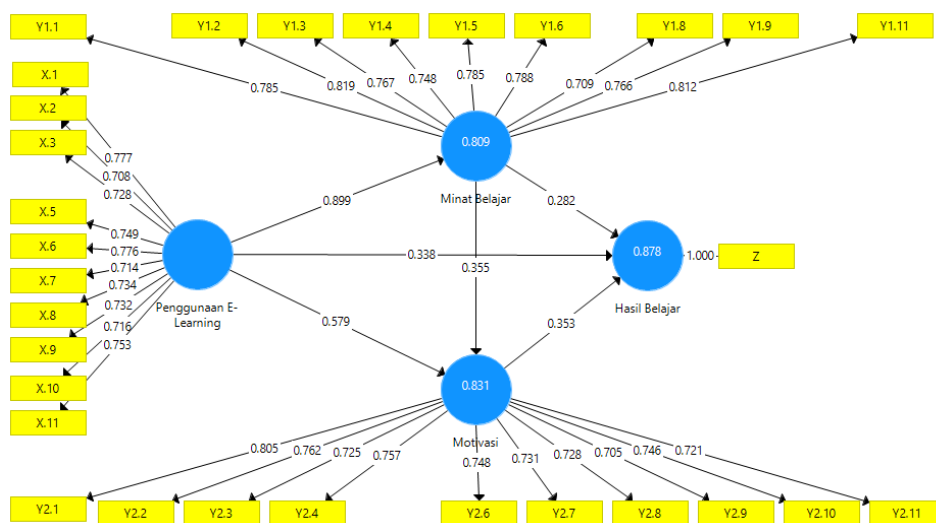 Y1.1
Y1.2
Y1.3
Y1.4
Y1.5
Y1.6
Y1.8
Y1.9
Y1.11
0.785
0.819
0.767
0.748
0.785
0.788
0.709
0.766
0.812
X.1
X.2
X.3
X.5
X.6
X.7
X.8
X.9
X.10
X.11
0.777
0.708
0.728
0.749
0.776
0.714
0.734
0.732
0.716
0.753
Penggunaan E-
Learning
0.899
0.338
0.579
0.809
Minat Belajar
0.282
0.355
0.878
Hasil Belajar
1.000
Z
0.353
0.831
Motivasi
0.805
0.762
0.725
0.757
0.748
0.731
0.728
0.705
0.746
0.721
Y2.1
Y2.2
Y2.3
Y2.4
Y2.6
Y2.7
Y2.8
Y2.9
Y2.10
Y2.11